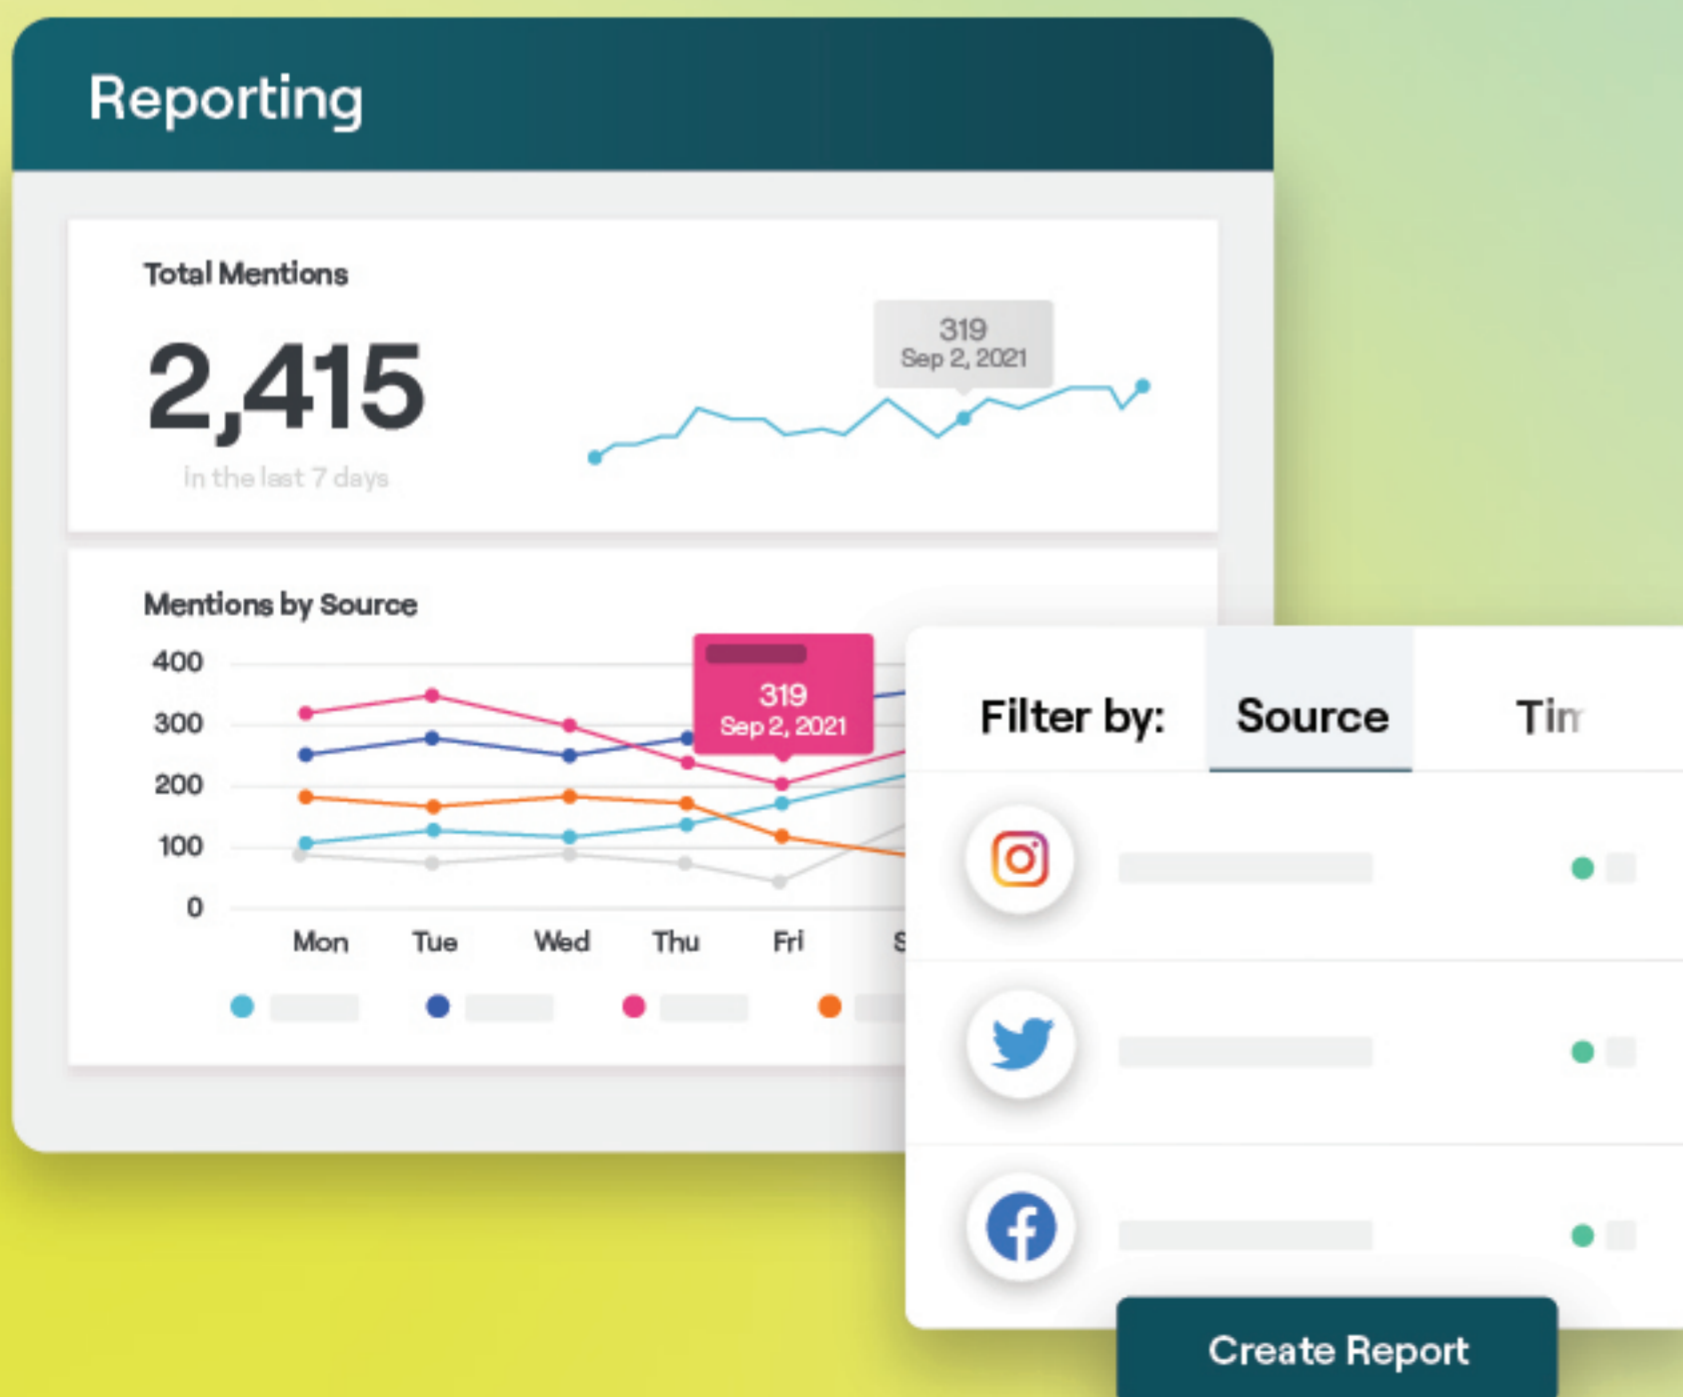 Reporting
Total Mentions
2,415
in the last 7 days
319
Sep 2, 2021
Mentions by Source
400
300
200
100
0
319
Sep 2, 2021
Mon Tue Wed Thu Fri
Filter by: Source
Create Report